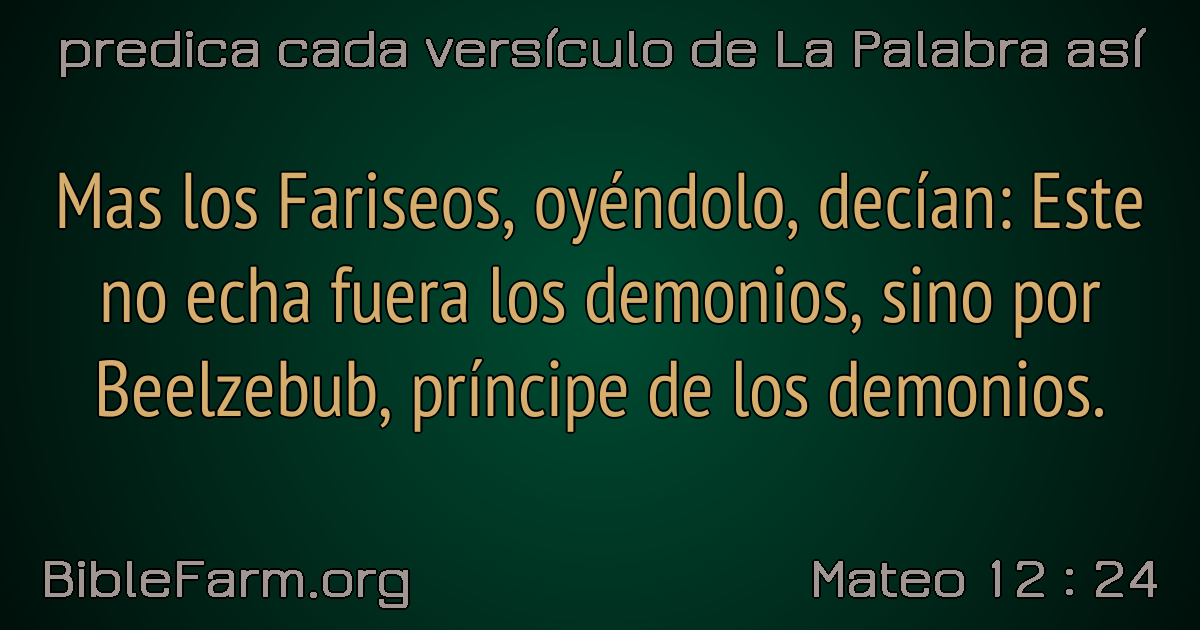 predica cada versículo de La Palabra así
Mas los Fariseos, oyéndolo, decían: Este
no echa fuera los demonios, sino por
Beelzebub, príncipe de los demonios.
BibleFarm.org
Mateo 12 : 24